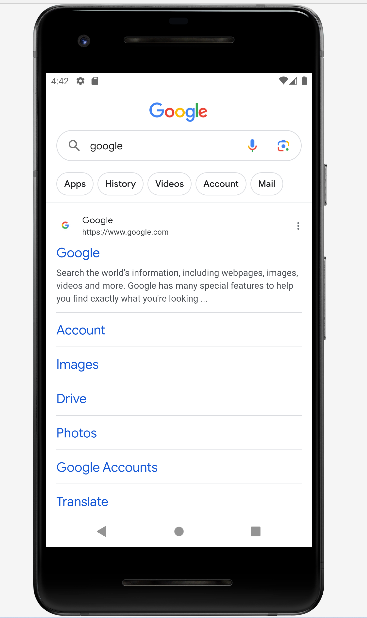 4:42
Google
google
Apps
History
Videos
Account
Mail
G
Google
https://www.google.com
Google
Search the world's information, including webpages, images,
videos and more. Google has many special features to help
you find exactly what you're looking ...
Account
Images
Drive
Photos
Google Accounts
Translate